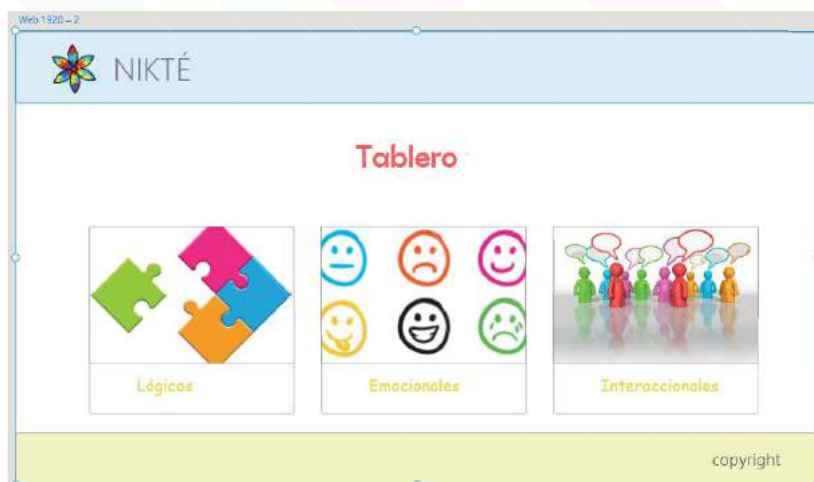 Web 1920 – 2
NIKTÉ
Tablero
Lógicos
Emocionales
Interaccionales
copyright